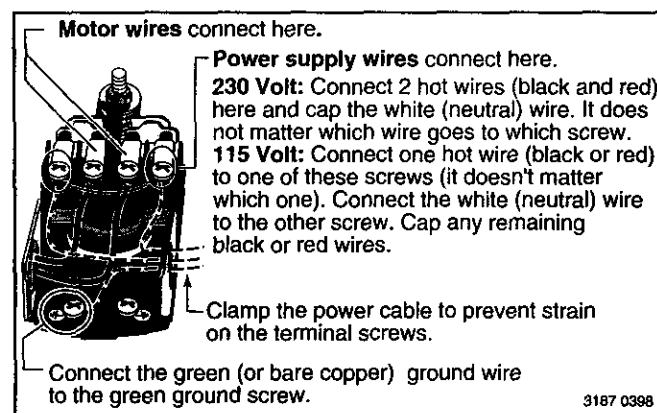 Motor wires connect here.
Power supply wires connect here.
230 Volt: Connect 2 hot wires (black and red)
here and cap the white (neutral) wire. It does
not matter which wire goes to which screw.
115 Volt: Connect one hot wire (black or red)
to one of these screws (it doesn't matter
which one). Connect the white (neutral) wire
to the other screw. Cap any remaining
black or red wires.
Clamp the power cable to prevent strain
on the terminal screws.
Connect the green (or bare copper) ground wire
to the green ground screw.
3187 0398